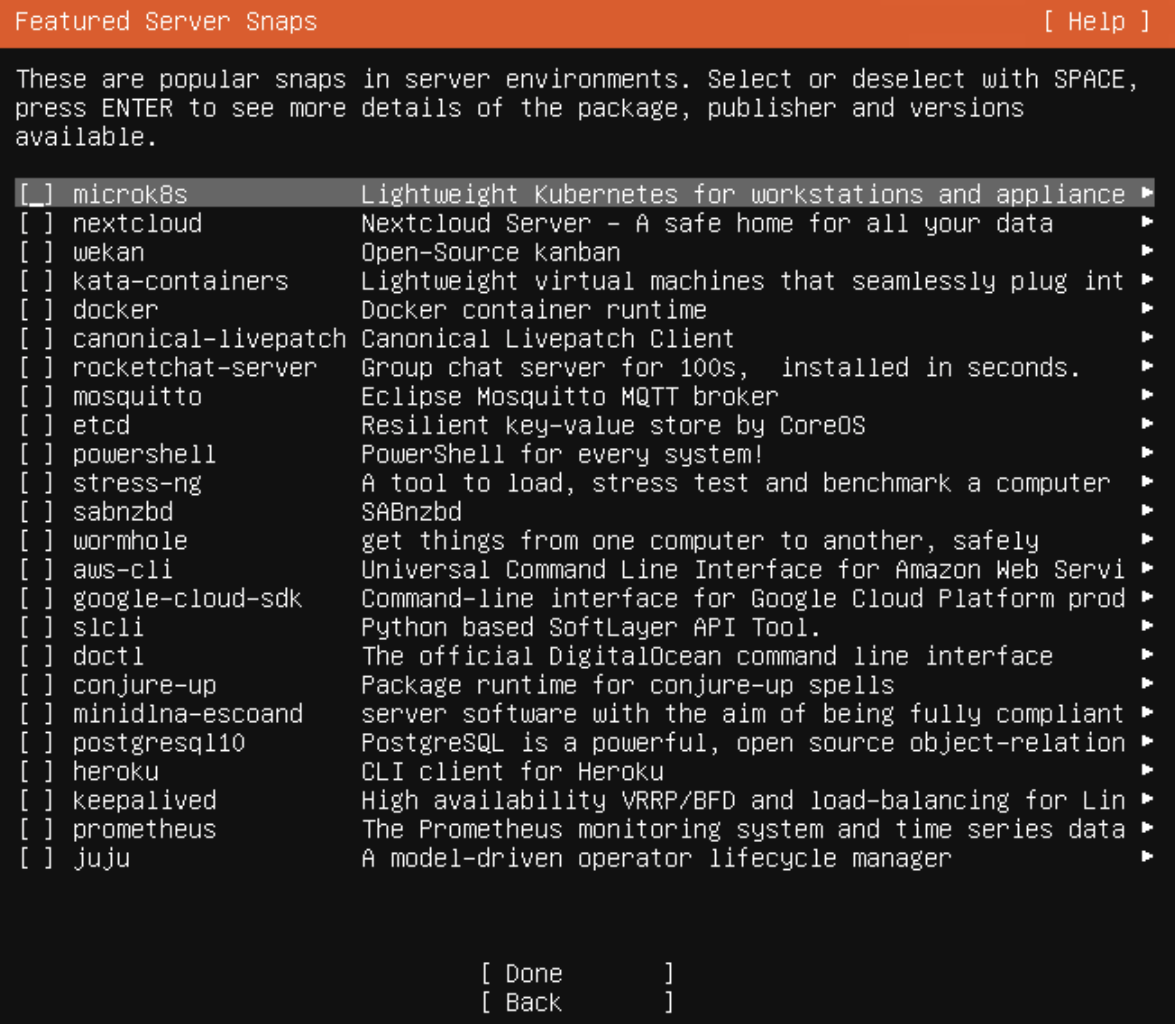 Featured Server Snaps [ Help ]
These are popular snaps in server environments. Select or deselect with SPACE,
press ENTER to see more details of the package, publisher and versions
available.
[_] microk8s Lightweight Kubernetes for workstations and appliance ▸
[ ] nextcloud Nextcloud Server – A safe home for all your data ▸
[ ] wekan Open–Source kanban ▸
[ ] kata–containers Lightweight virtual machines that seamlessly plug int ▸
[ ] docker Docker container runtime ▸
[ ] canonical–livepatch Canonical Livepatch Client ▸
[ ] rocketchat–server Group chat server for 100s,  installed in seconds. ▸
[ ] mosquitto Eclipse Mosquitto MQTT broker ▸
[ ] etcd Resilient key–value store by CoreOS ▸
[ ] powershell PowerShell for every system! ▸
[ ] stress–ng A tool to load, stress test and benchmark a computer ▸
[ ] sabnzbd SABnzbd ▸
[ ] wormhole get things from one computer to another, safely ▸
[ ] aws–cli Universal Command Line Interface for Amazon Web Servi ▸
[ ] google–cloud–sdk Command–line interface for Google Cloud Platform prod ▸
[ ] slcli Python based SoftLayer API Tool. ▸
[ ] doctl The official DigitalOcean command line interface ▸
[ ] conjure–up Package runtime for conjure–up spells ▸
[ ] minidlna–escoand server software with the aim of being fully compliant ▸
[ ] postgresql10 PostgreSQL is a powerful, open source object–relation ▸
[ ] heroku CLI client for Heroku ▸
[ ] keepalived High availability VRRP/BFD and load–balancing for Lin ▸
[ ] prometheus The Prometheus monitoring system and time series data ▸
[ ] juju A model–driven operator lifecycle manager ▸
[ Done ]
[ Back ]